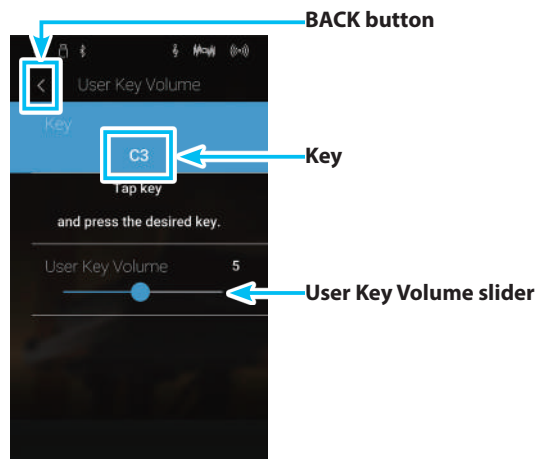 BACK button
User Key Volume
Key
C3
Key
Tap key
and press the desired key.
User Key Volume 5
User Key Volume slider